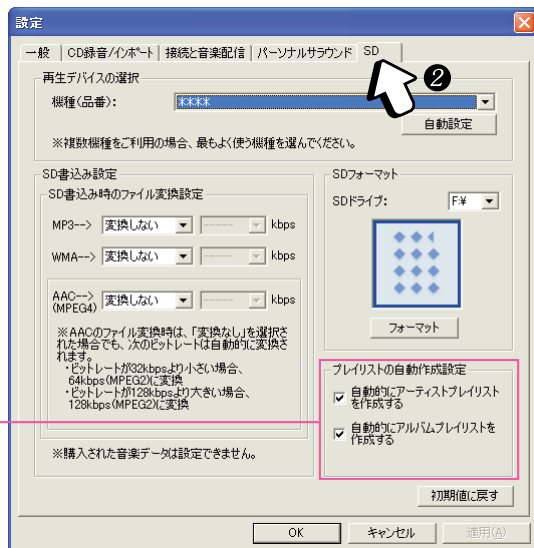 設定
一般
CD録音/インポート
接続と音楽配信
パーソナルサラウンド
SD
❷
再生デバイスの選択
機種(品番):
****
自動設定
※複数機種をご利用の場合、最もよく使う機種を選んでください。
SD書込み設定
SD書込み時のファイル変換設定
MP3--> 変換しない ----- kbps
WMA--> 変換しない ----- kbps
AAC-->
(MPEG4) 変換しない ----- kbps
※AACのファイル変換時は、「変換なし」を選択さ
れた場合でも、次のビットレートは自動的に変換さ
れます。
・ビットレートが32kbpsより小さい場合、
64kbps(MPEG2)に変換
・ビットレートが128kbpsより大きい場合、
128kbps(MPEG2)に変換
※購入された音楽データは設定できません。
SDフォーマット
SDドライブ: F:¥
フォーマット
プレイリストの自動作成設定
自動的にアーティストプレイリスト
を作成する
自動的にアルバムプレイリストを
作成する
初期値に戻す
OK
キャンセル
適用(A)